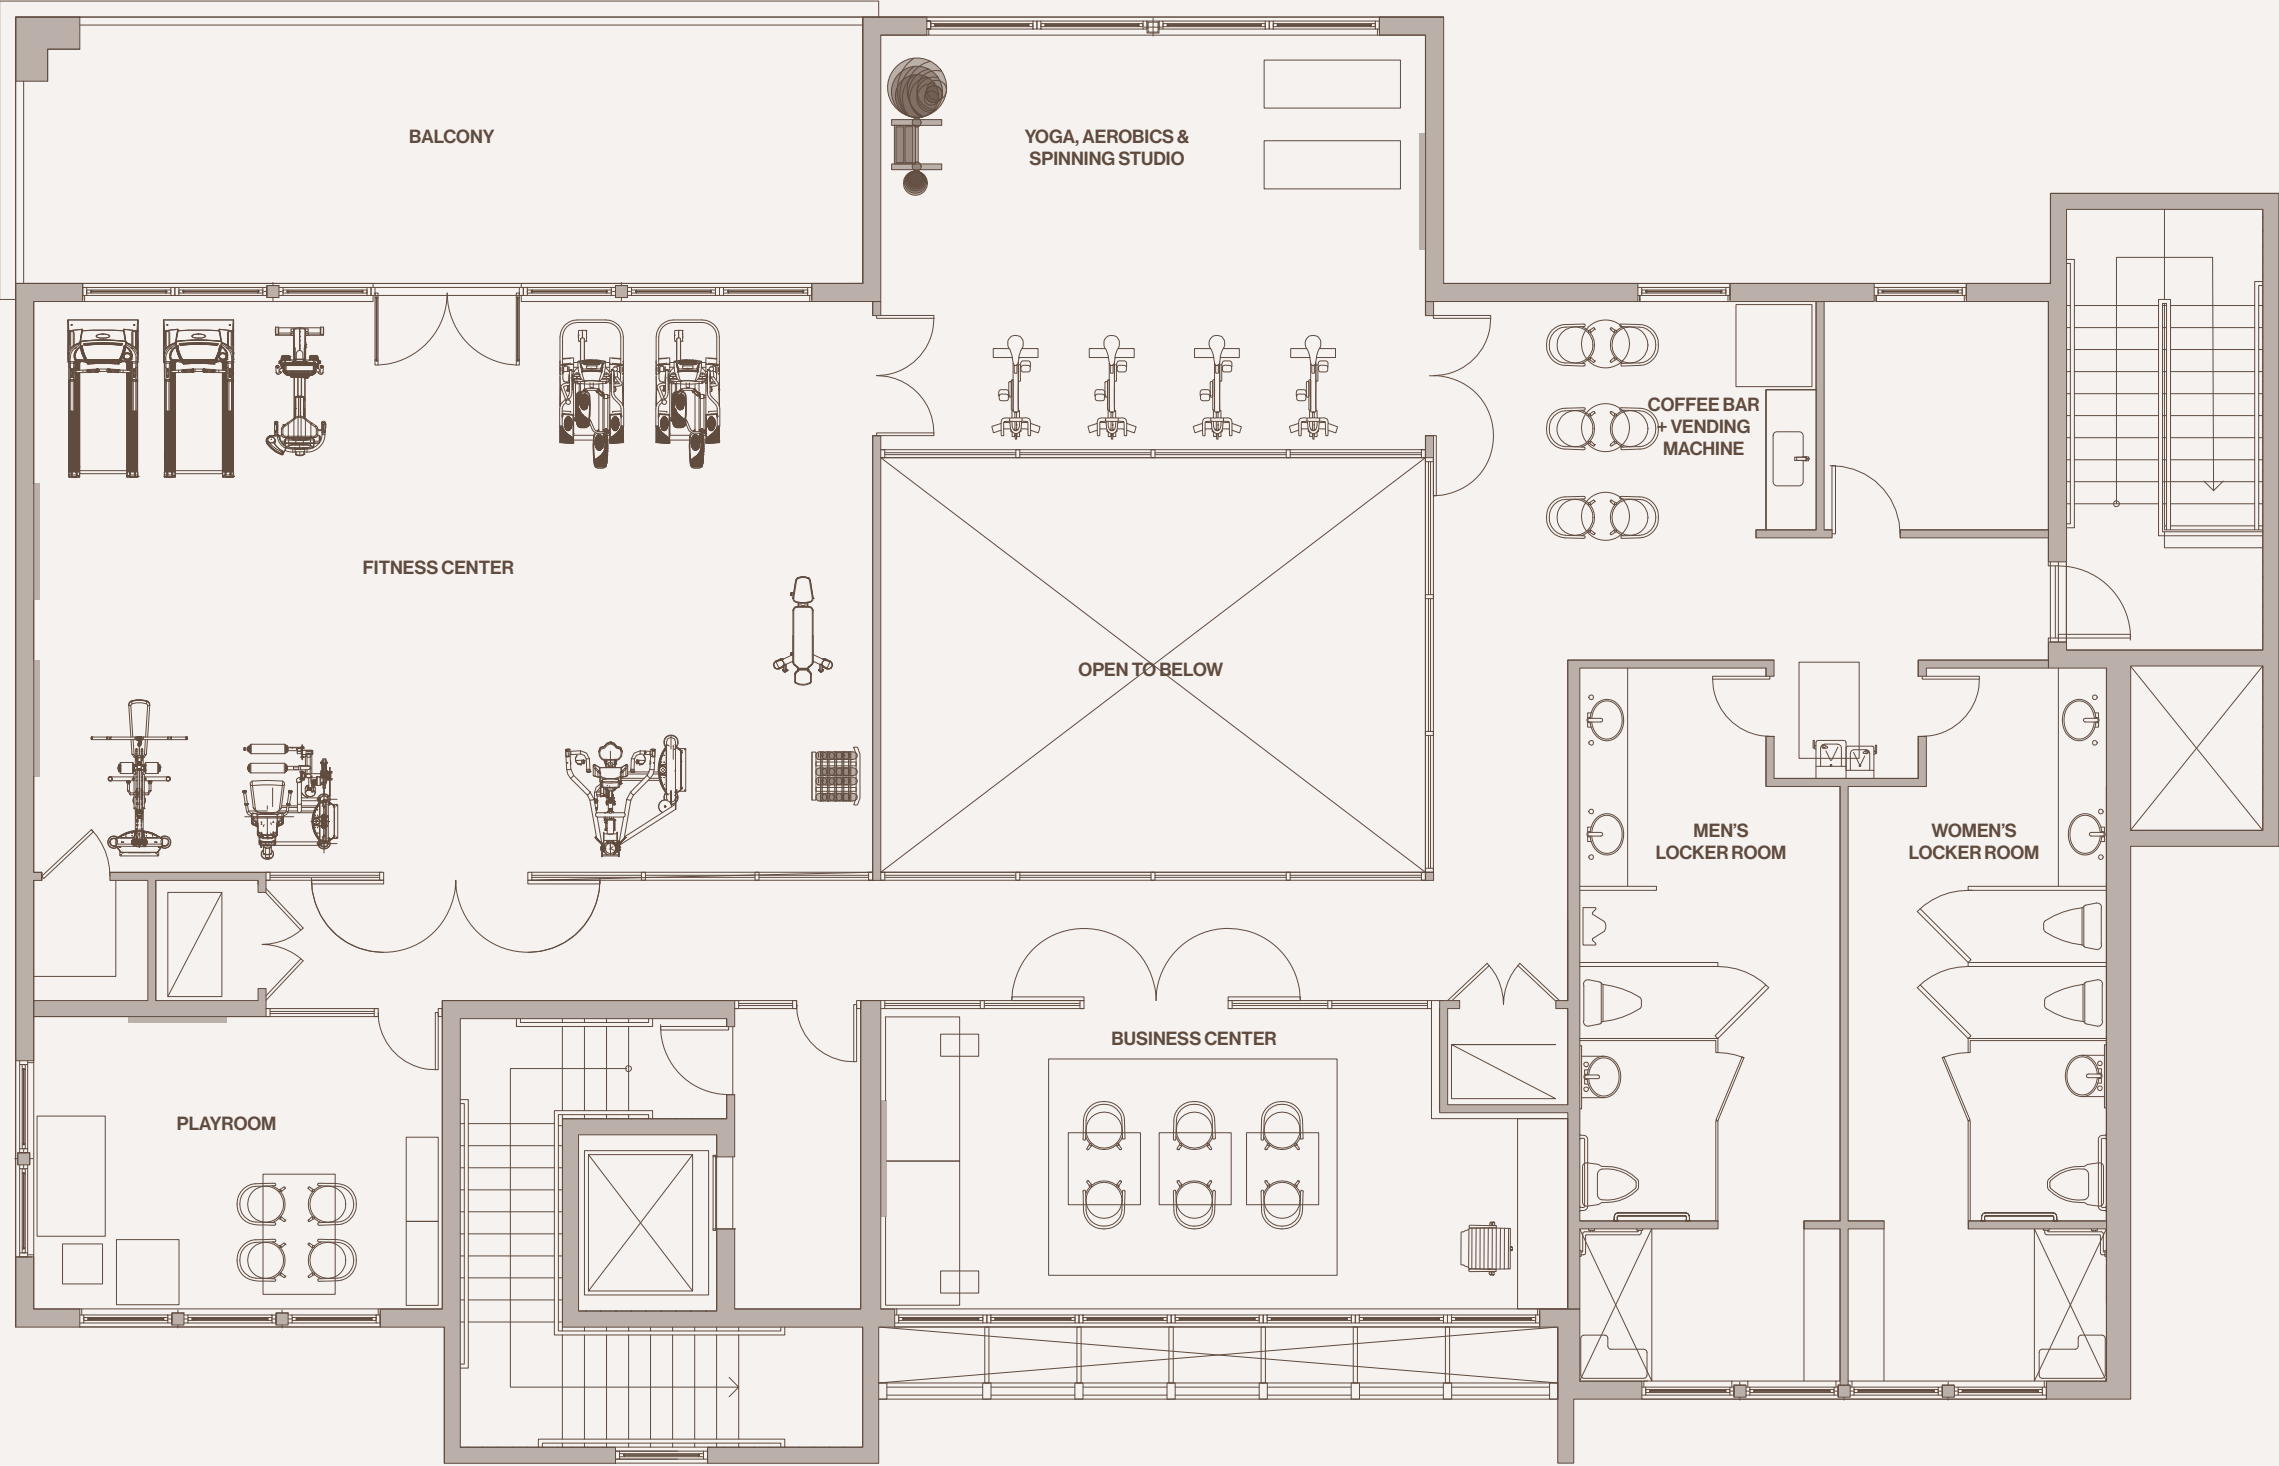 BALCONY
YOGA, AEROBICS &
SPINNING STUDIO
COFFEE BAR
+ VENDING
MACHINE
FITNESS CENTER
OPEN TO BELOW
MEN'S
LOCKER ROOM
WOMEN'S
LOCKER ROOM
BUSINESS CENTER
PLAYROOM